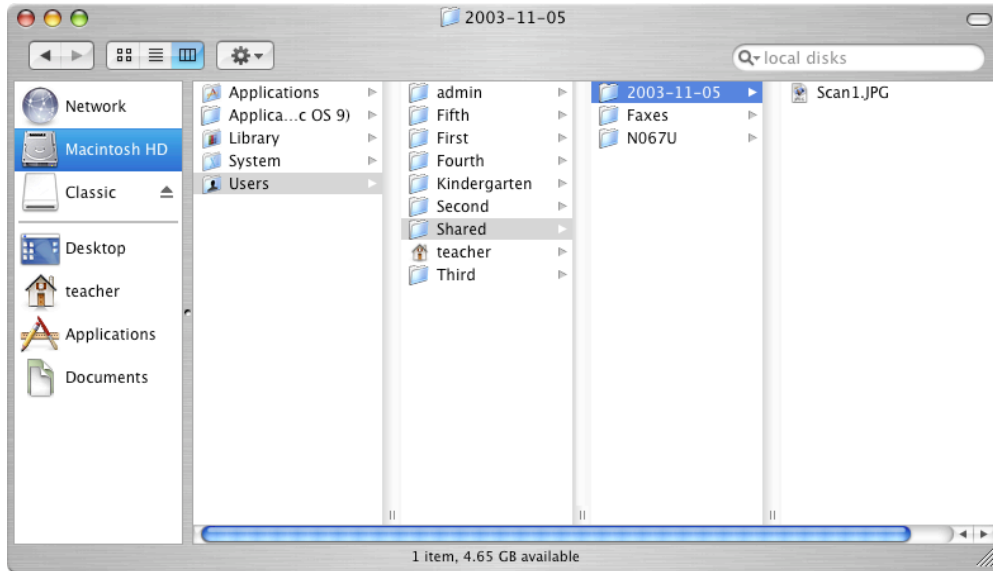 2003-11-05
local disks
Network
Macintosh HD
Classic
Desktop
teacher
Applications
Documents
Applications
Applica...c OS 9)
Library
System
Users
admin
Fifth
First
Fourth
Kindergarten
Second
Shared
teacher
Third
2003-11-05
Faxes
N067U
Scan1.JPG
1 item, 4.65 GB available